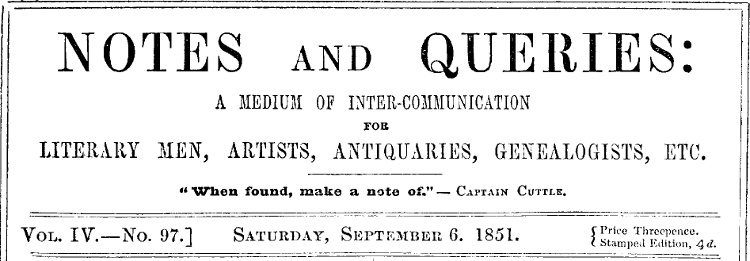 NOTES AND QUERIES:
A MEDIUM OF INTER-COMMUNICATION
FOR
LITERARY MEN, ARTISTS, ANTIQUARIES, GENEALOGISTS, ETC.
"When found, make a note of."—CAPTAIN CUTTLE.
VOL. IV.—No. 97.] SATURDAY, SEPTEMBER 6. 1851. { Price Threepence.
Stamped Edition, 4d.